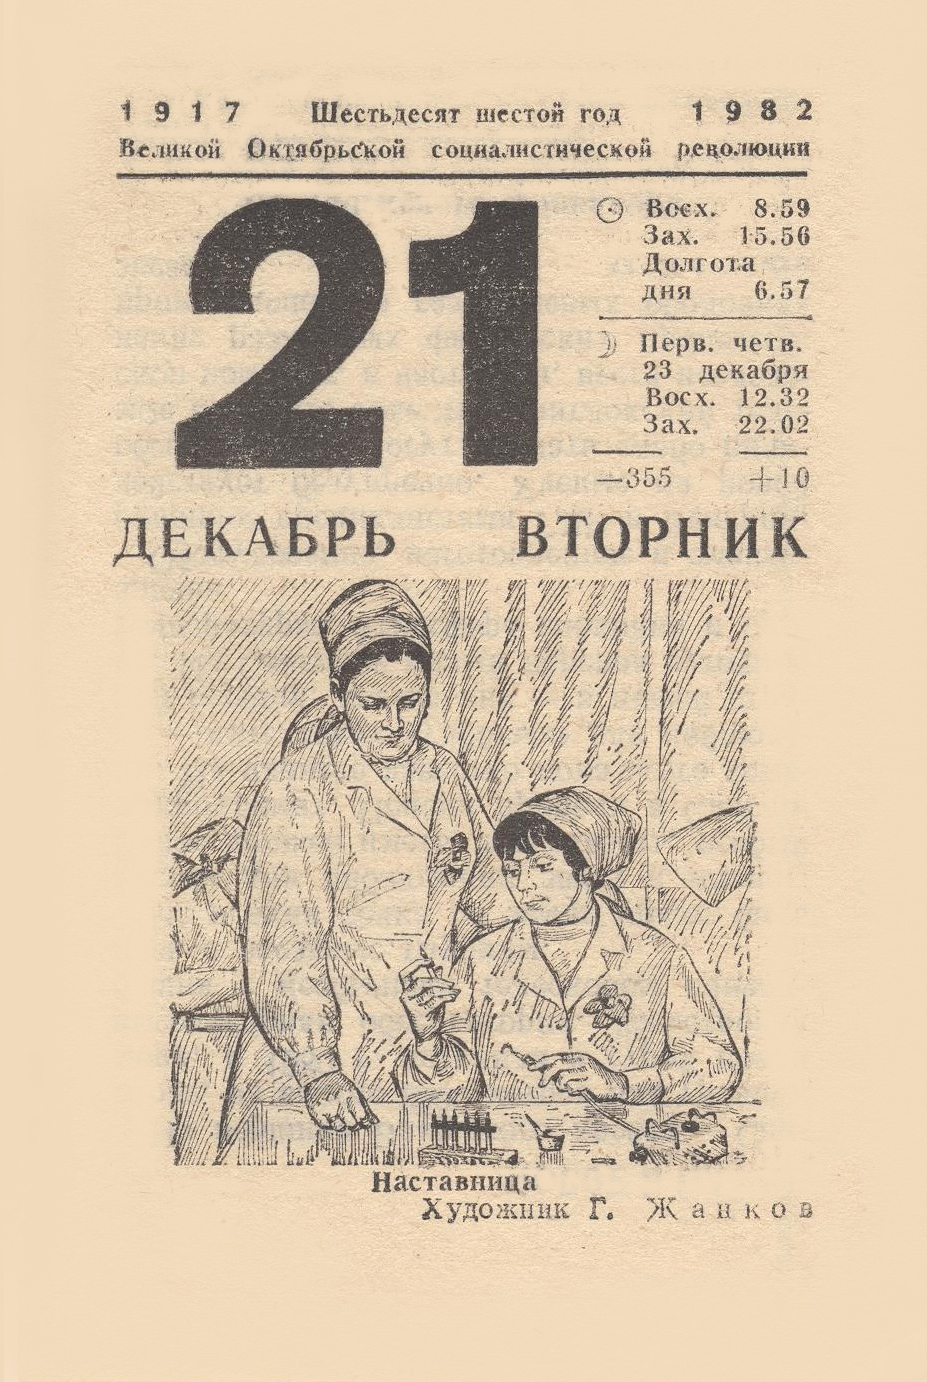 1917 Шестьдесят шестой год 1982
Великой Октябрьской социалистической революции
21
Восх. 8.59
Зах. 15.56
Долгота
дня 6.57
Перв. четв.
23 декабря
Восх. 12.32
Зах. 22.02
—355 +10
ДЕКАБРЬ ВТОРНИК
Наставница
Художник Г. Жанков